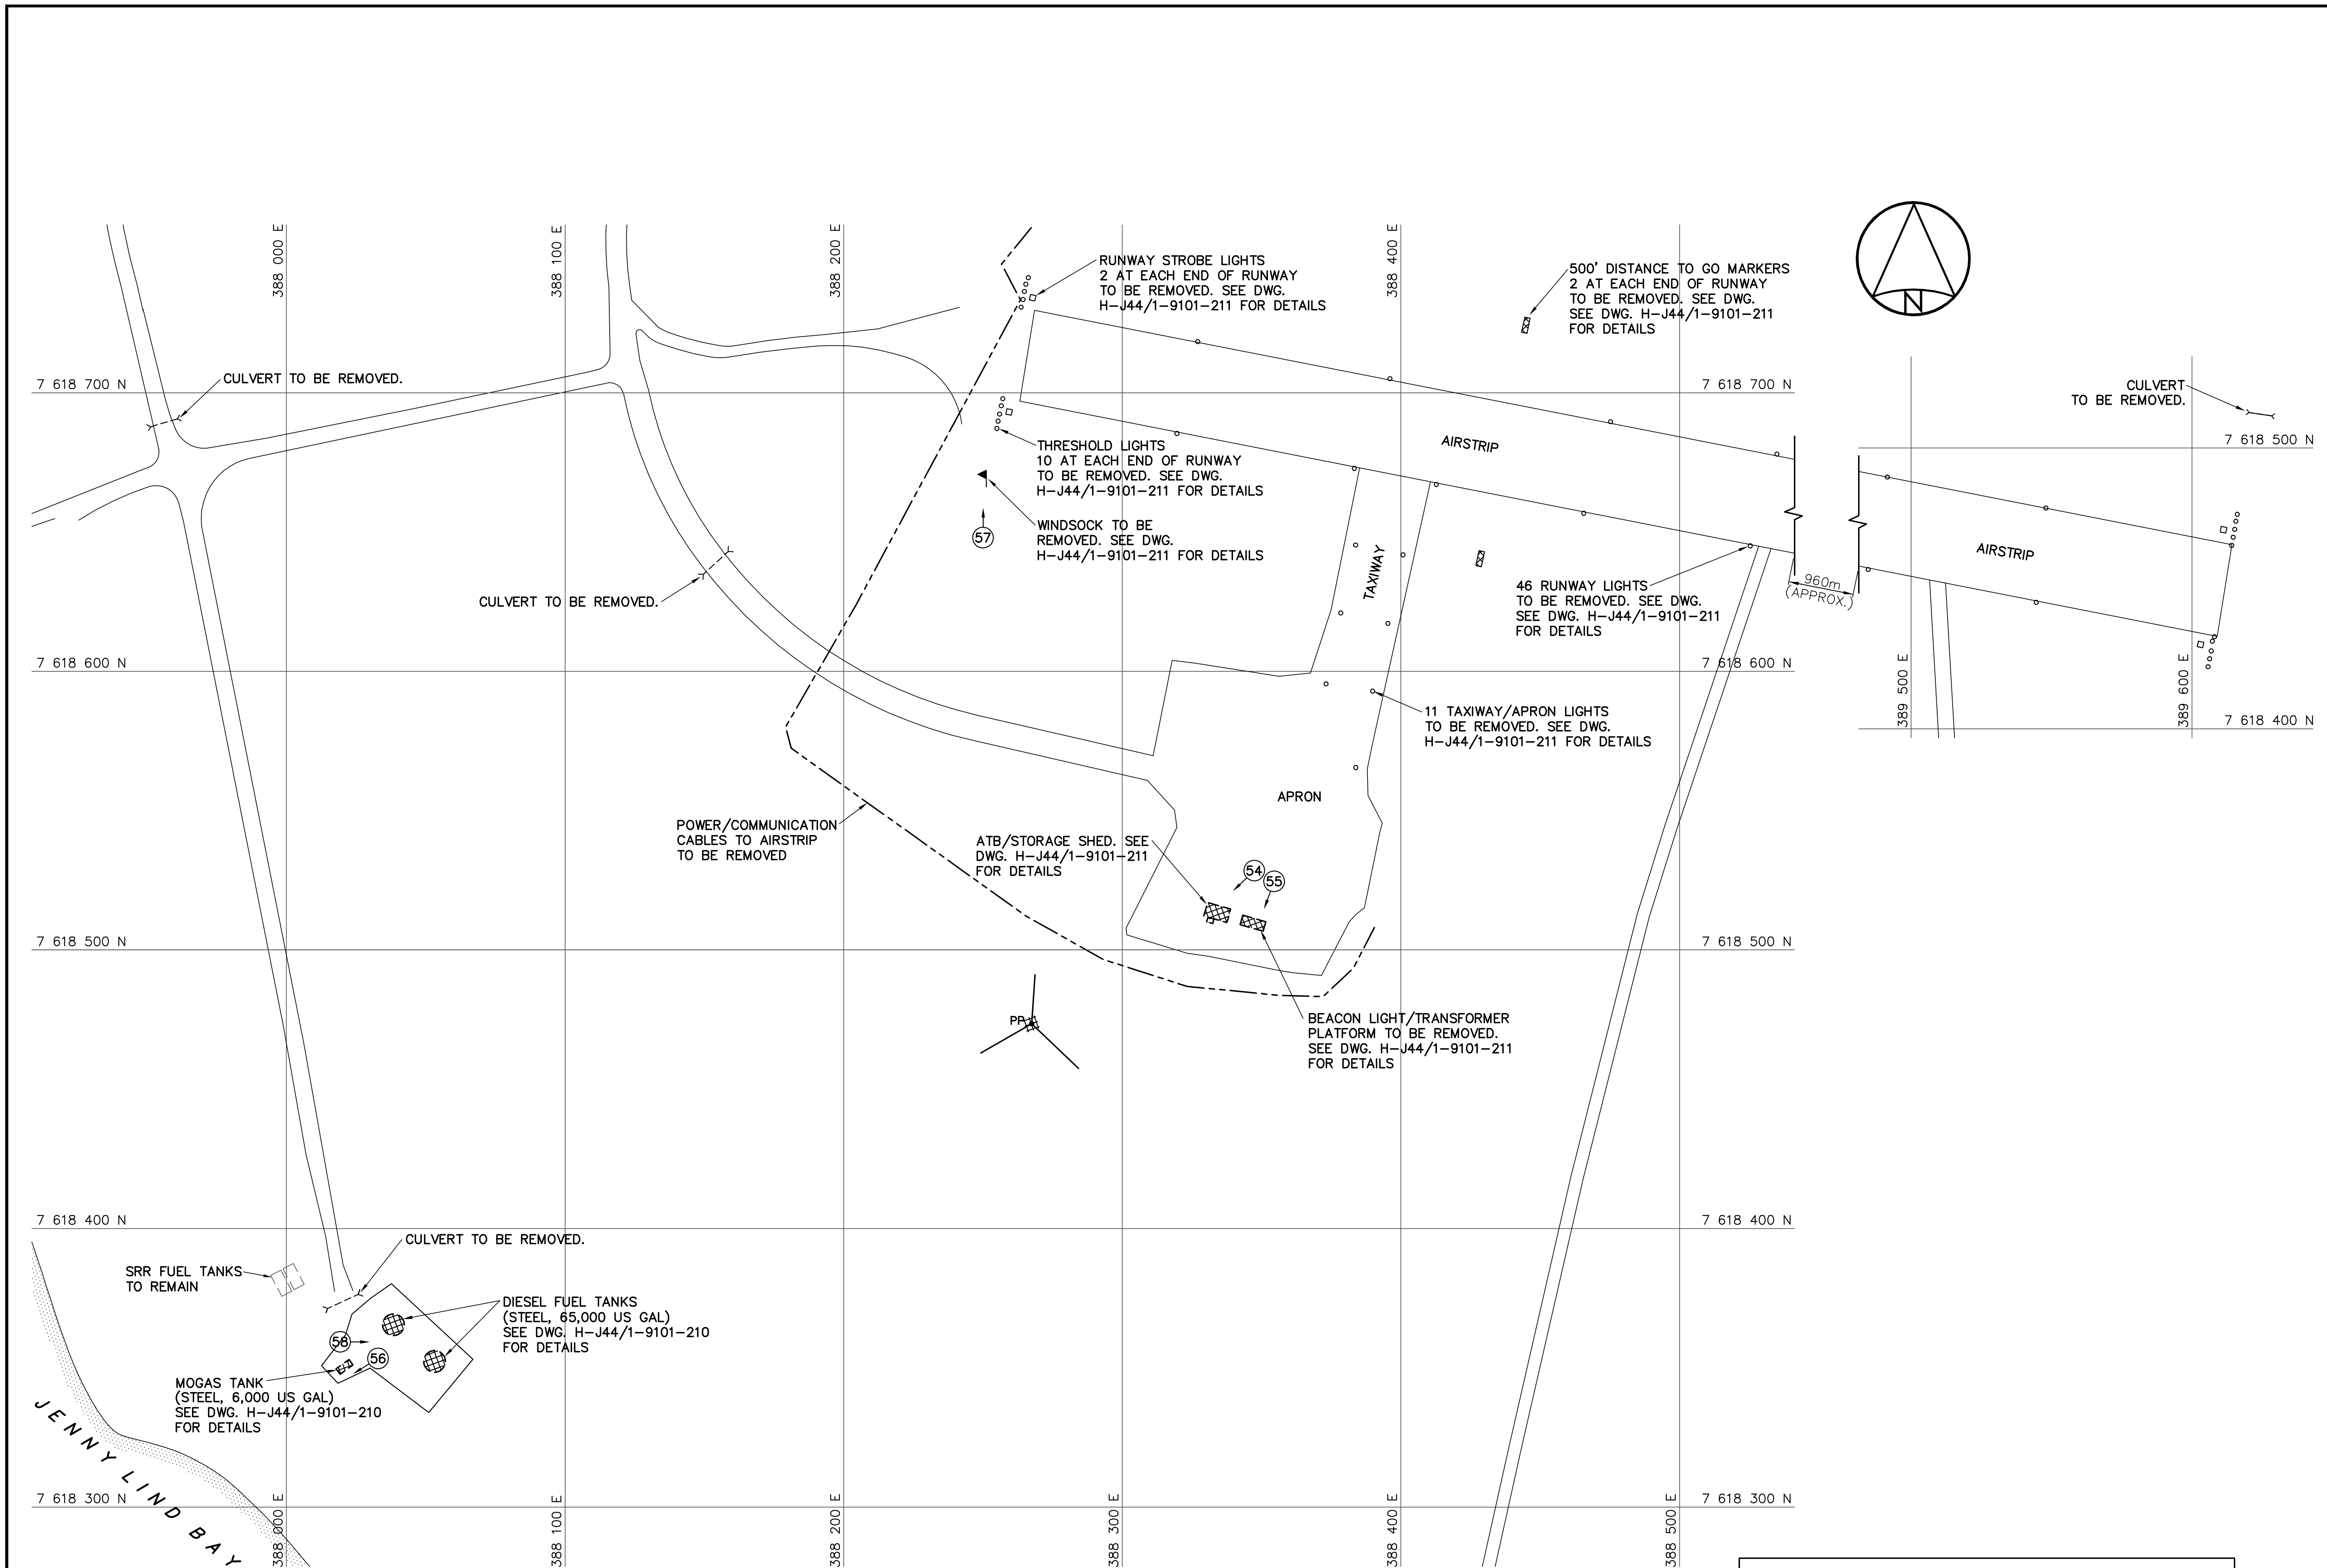 388 000 E
388 100 E
388 200 E
388 400 E
RUNWAY STROBE LIGHTS
2 AT EACH END OF RUNWAY
TO BE REMOVED. SEE DWG.
H-J44/1-9101-211 FOR DETAILS
500' DISTANCE TO GO MARKERS
2 AT EACH END OF RUNWAY
TO BE REMOVED. SEE DWG.
SEE DWG. H-J44/1-9101-211
FOR DETAILS
N
7 618 700 N
CULVERT TO BE REMOVED.
7 618 700 N
CULVERT
TO BE REMOVED.
7 618 500 N
AIRSTRIP
THRESHOLD LIGHTS
10 AT EACH END OF RUNWAY
TO BE REMOVED. SEE DWG.
H-J44/1-9101-211 FOR DETAILS
WINDSOCK TO BE
REMOVED. SEE DWG.
H-J44/1-9101-211 FOR DETAILS
57
TAXIWAY
AIRSTRIP
960m
(APPROX.)
46 RUNWAY LIGHTS
TO BE REMOVED. SEE DWG.
SEE DWG. H-J44/1-9101-211
FOR DETAILS
CULVERT TO BE REMOVED.
7 618 600 N
7 618 600 N
389 500 E
389 600 E
7 618 400 N
11 TAXIWAY/APRON LIGHTS
TO BE REMOVED. SEE DWG.
H-J44/1-9101-211 FOR DETAILS
APRON
POWER/COMMUNICATION
CABLES TO AIRSTRIP
TO BE REMOVED
ATB/STORAGE SHED. SEE
DWG. H-J44/1-9101-211
FOR DETAILS
54
55
7 618 500 N
7 618 500 N
PP
BEACON LIGHT/TRANSFORMER
PLATFORM TO BE REMOVED.
SEE DWG. H-J44/1-9101-211
FOR DETAILS
7 618 400 N
7 618 400 N
CULVERT TO BE REMOVED.
SRR FUEL TANKS
TO REMAIN
DIESEL FUEL TANKS
(STEEL, 65,000 US GAL)
SEE DWG. H-J44/1-9101-210
FOR DETAILS
58
56
MOGAS TANK
(STEEL, 6,000 US GAL)
SEE DWG. H-J44/1-9101-210
FOR DETAILS
JENNY LIND BAY
7 618 300 N
7 618 300 N
388 000 E
388 100 E
388 200 E
388 300 E
388 400 E
388 500 E